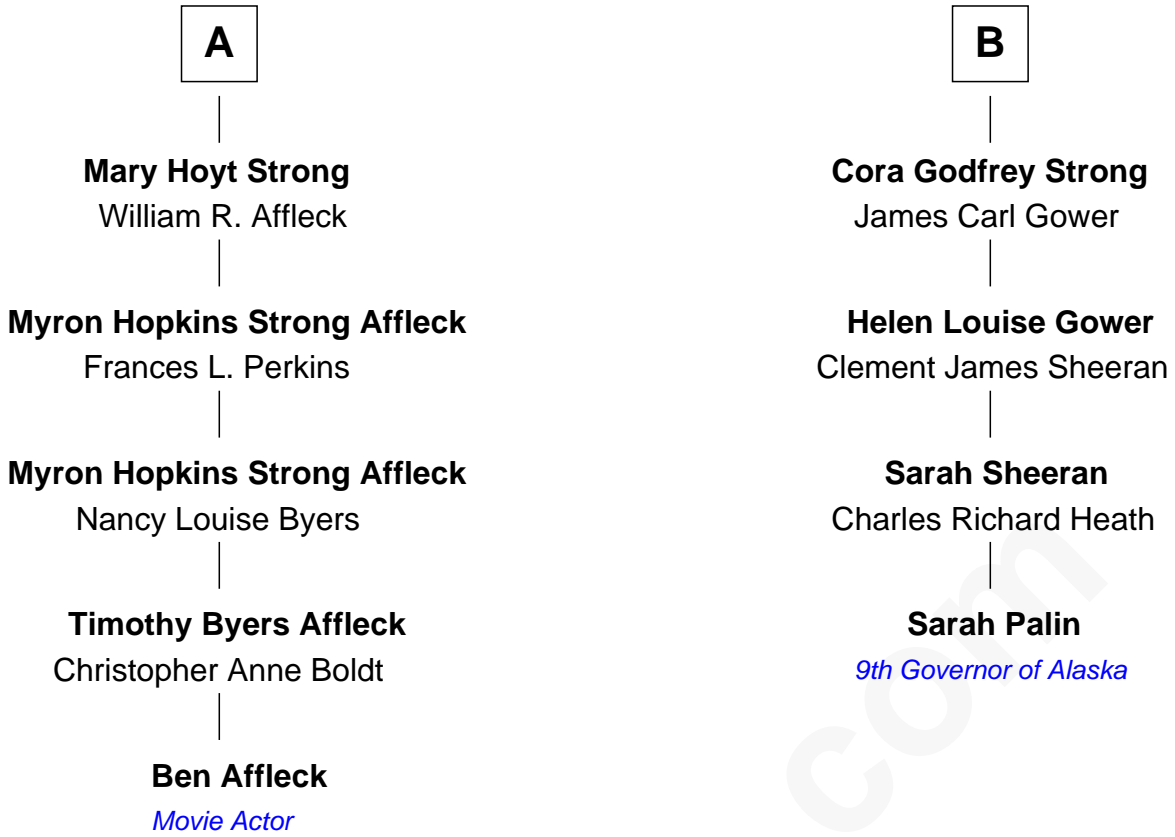 A
Mary Hoyt Strong
William R. Affleck
Myron Hopkins Strong Affleck
Frances L. Perkins
Myron Hopkins Strong Affleck
Nancy Louise Byers
Timothy Byers Affleck
Christopher Anne Boldt
Ben Affleck
Movie Actor
B
Cora Godfrey Strong
James Carl Gower
Helen Louise Gower
Clement James Sheeran
Sarah Sheeran
Charles Richard Heath
Sarah Palin
9th Governor of Alaska
com